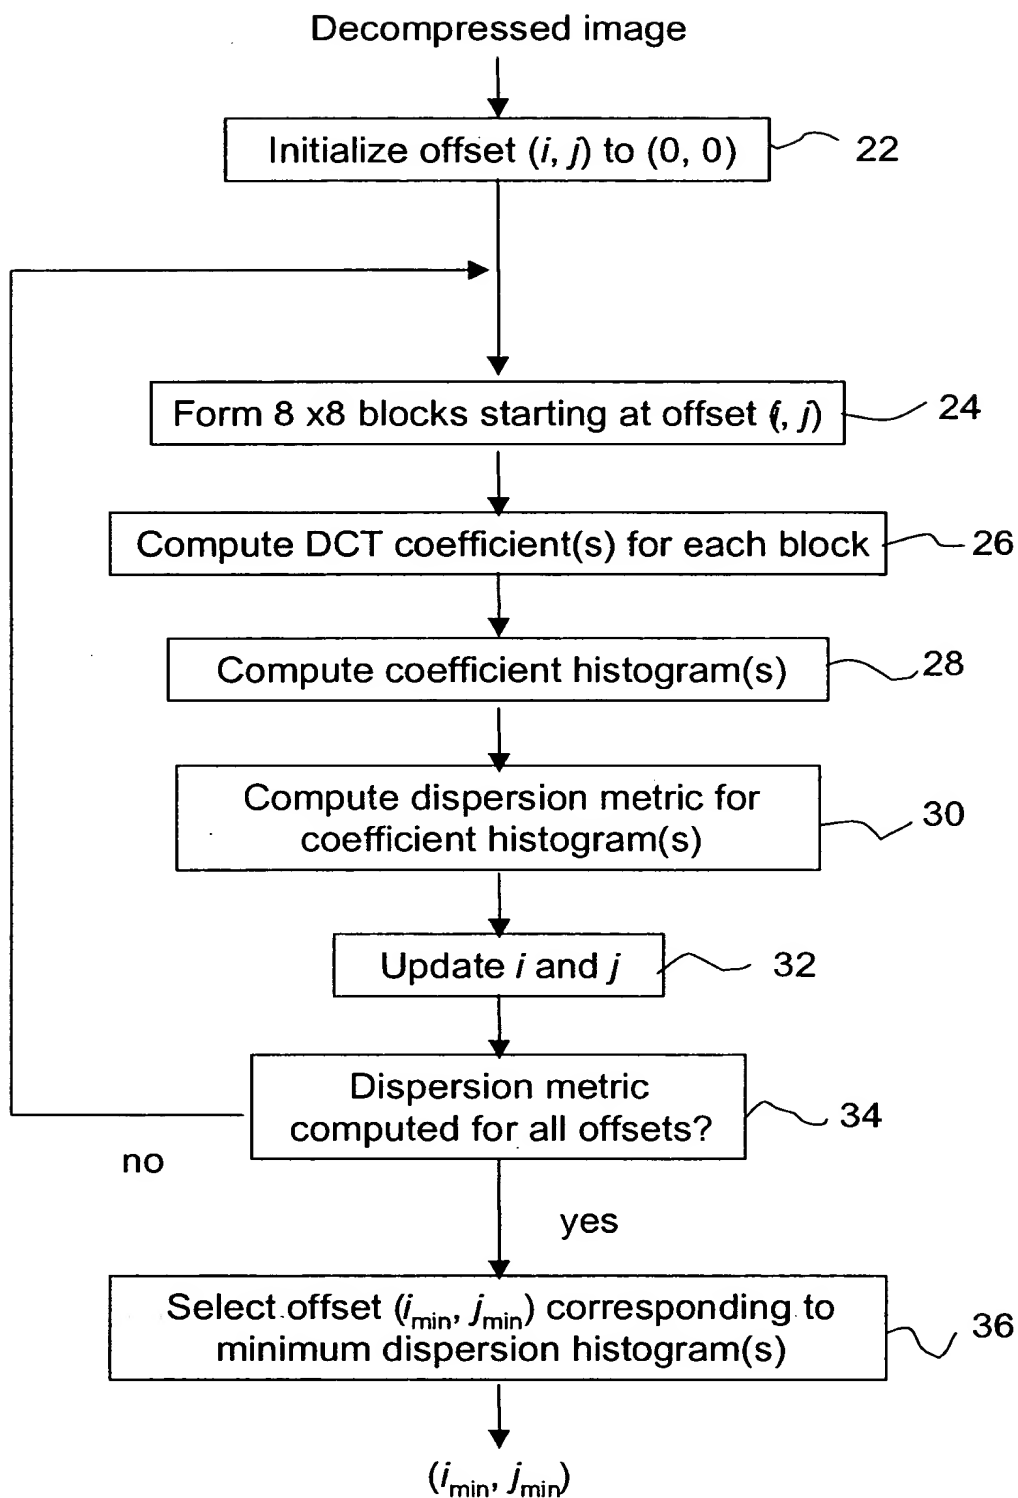 Decompressed image
Initialize offset (i, j) to (0, 0)
22
Form 8 x8 blocks starting at offset (i, j)
24
Compute DCT coefficient(s) for each block
26
Compute coefficient histogram(s)
28
Compute dispersion metric for
coefficient histogram(s)
30
Update i and j
32
Dispersion metric
computed for all offsets?
34
no
yes
Select offset (imin, jmin) corresponding to
minimum dispersion histogram(s)
36
(imin, jmin)